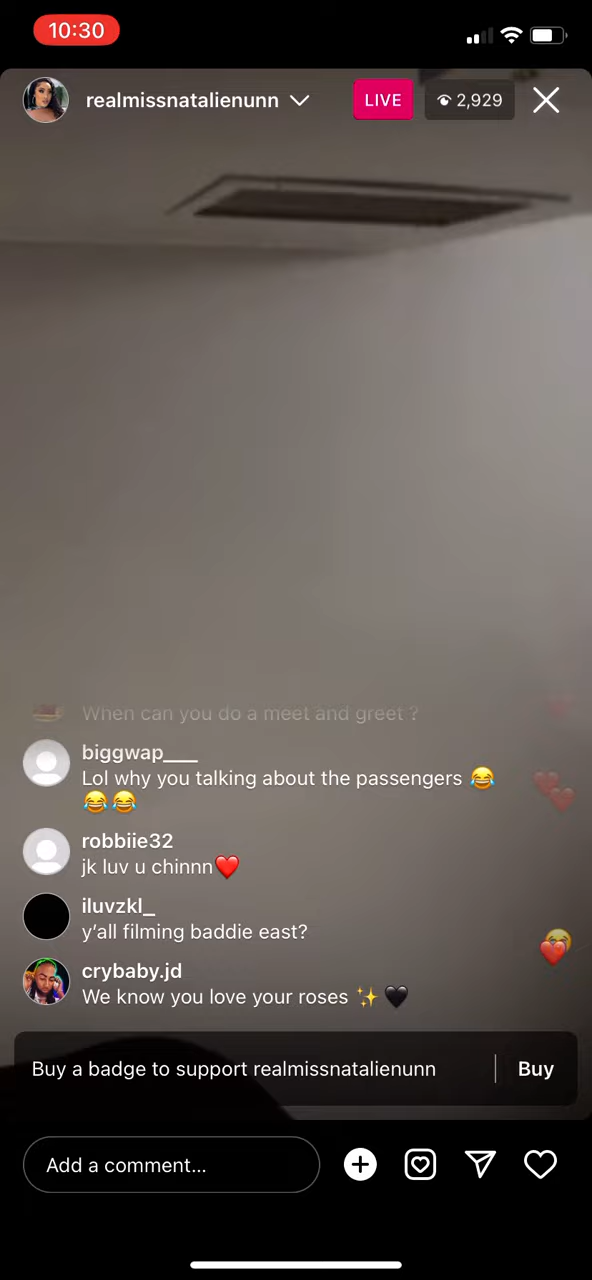 10:30
realmissnatalienunn
LIVE
2,929
When can you do a meet and greet ?
biggwap____
Lol why you talking about the passengers 😂
😂😂
robbiie32
jk luv u chinnn❤️
iluvzkl_
y'all filming baddie east?
crybaby.jd
We know you love your roses ✨🖤
Buy a badge to support realmissnatalienunn
Buy
Add a comment...